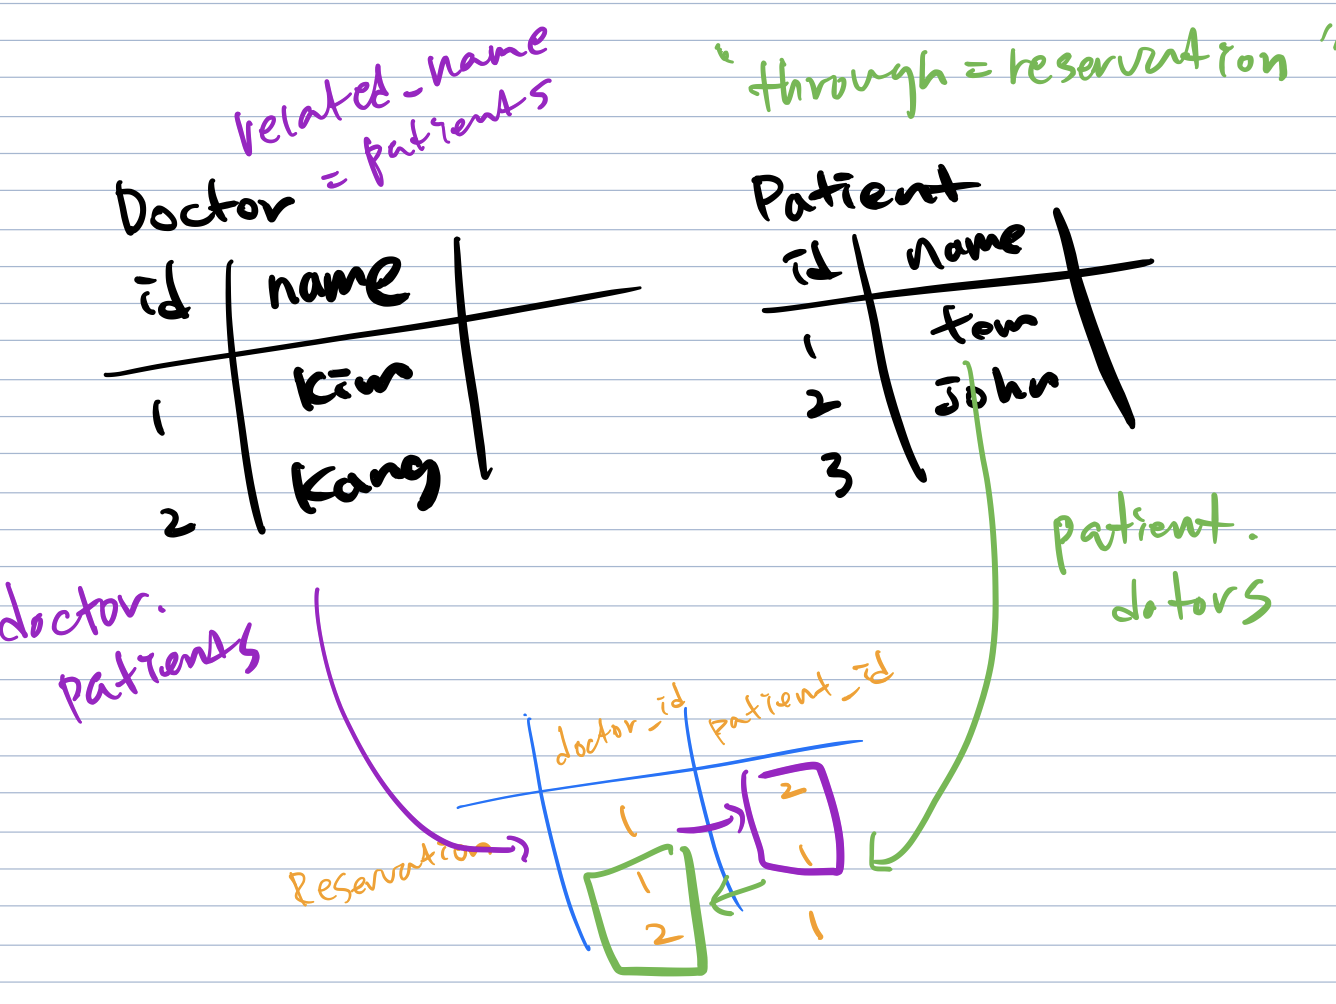 related_name
= patients
" through = reservation "
Doctor
id name
1 Kim
2 Kang
Patient
id name
1 tom
2 john
3
doctor.
patients
patient.
dotors
Reservation
doctor_id patient_id
1 2
1 1
2 1